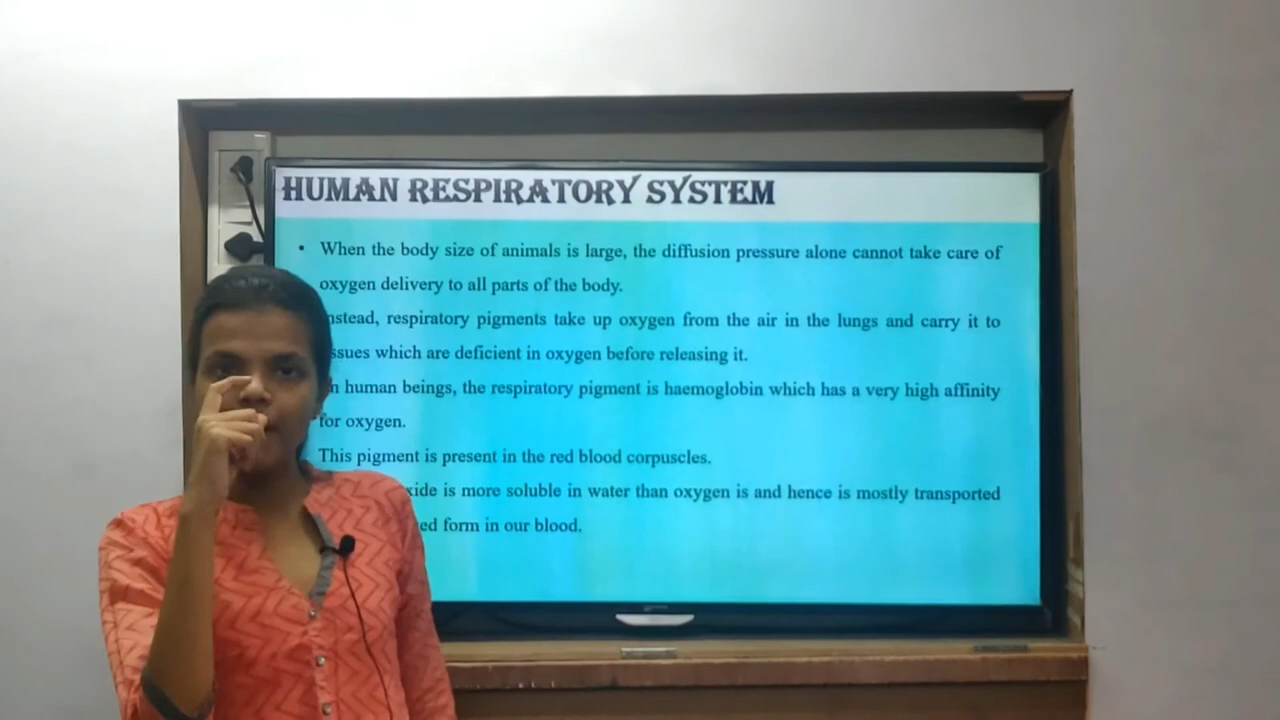 HUMAN RESPIRATORY SYSTEM
• When the body size of animals is large, the diffusion pressure alone cannot take care of
oxygen delivery to all parts of the body.
nstead, respiratory pigments take up oxygen from the air in the lungs and carry it to
ssues which are deficient in oxygen before releasing it.
n human beings, the respiratory pigment is haemoglobin which has a very high affinity
for oxygen.
This pigment is present in the red blood corpuscles.
xide is more soluble in water than oxygen is and hence is mostly transported
ed form in our blood.